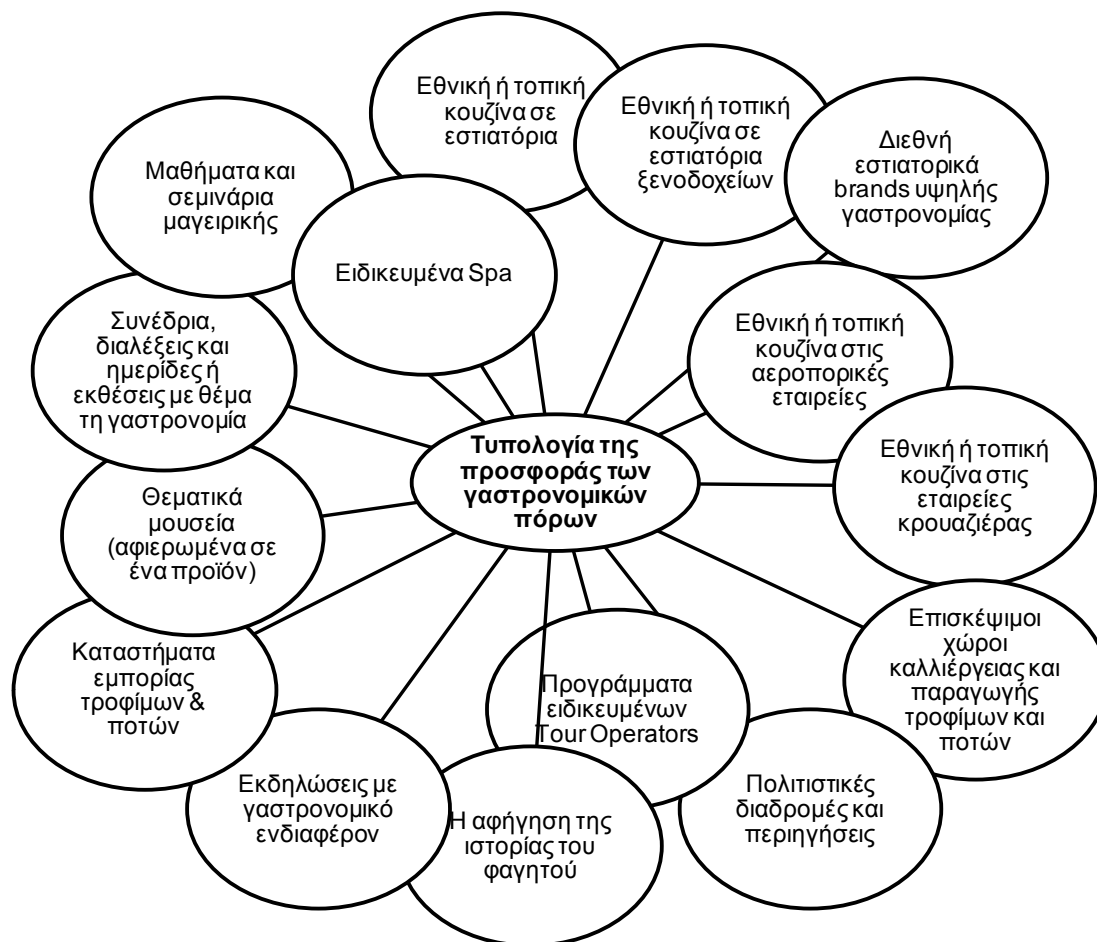 Εθνική ή τοπική
κουζίνα σε
εστιατόρια
Εθνική ή τοπική
κουζίνα σε
εστιατόρια
ξενοδοχείων
Διεθνή
εστιατορικά
brands υψηλής
γαστρονομίας
Μαθήματα και
σεμινάρια
μαγειρικής
Ειδικευμένα Spa
Εθνική ή τοπική
κουζίνα στις
αεροπορικές
εταιρείες
Συνέδρια,
διαλέξεις και
ημερίδες ή
εκθέσεις με θέμα
τη γαστρονομία
Τυπολογία της
προσφοράς των
γαστρονομικών
πόρων
Εθνική ή τοπική
κουζίνα στις
εταιρείες
κρουαζιέρας
Θεματικά
μουσεία
(αφιερωμένα σε
ένα προϊόν)
Επισκέψιμοι
χώροι
καλλιέργειας και
παραγωγής
τροφίμων και
ποτών
Καταστήματα
εμπορίας
τροφίμων &
ποτών
Προγράμματα
ειδικευμένων
Tour Operators
Πολιτιστικές
διαδρομές και
περιηγήσεις
Εκδηλώσεις με
γαστρονομικό
ενδιαφέρον
Η αφήγηση της
ιστορίας του
φαγητού